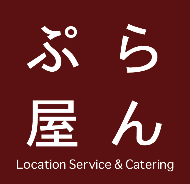 らん
ぷ屋
Location Service & Catering